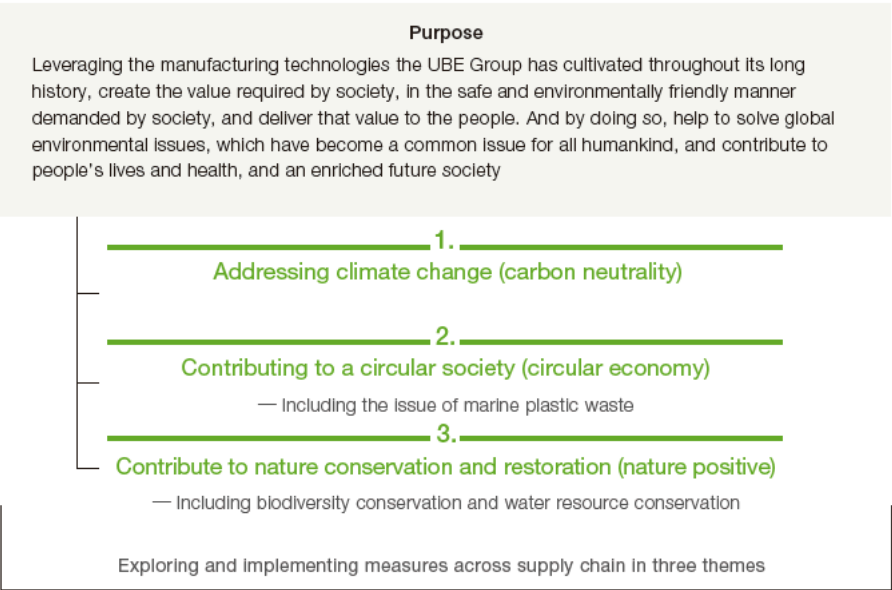 Purpose
Leveraging the manufacturing technologies the UBE Group has cultivated throughout its long
history, create the value required by society, in the safe and environmentally friendly manner
demanded by society, and deliver that value to the people. And by doing so, help to solve global
environmental issues, which have become a common issue for all humankind, and contribute to
people's lives and health, and an enriched future society
1.
Addressing climate change (carbon neutrality)
2.
Contributing to a circular society (circular economy)
— Including the issue of marine plastic waste
3.
Contribute to nature conservation and restoration (nature positive)
— Including biodiversity conservation and water resource conservation
Exploring and implementing measures across supply chain in three themes